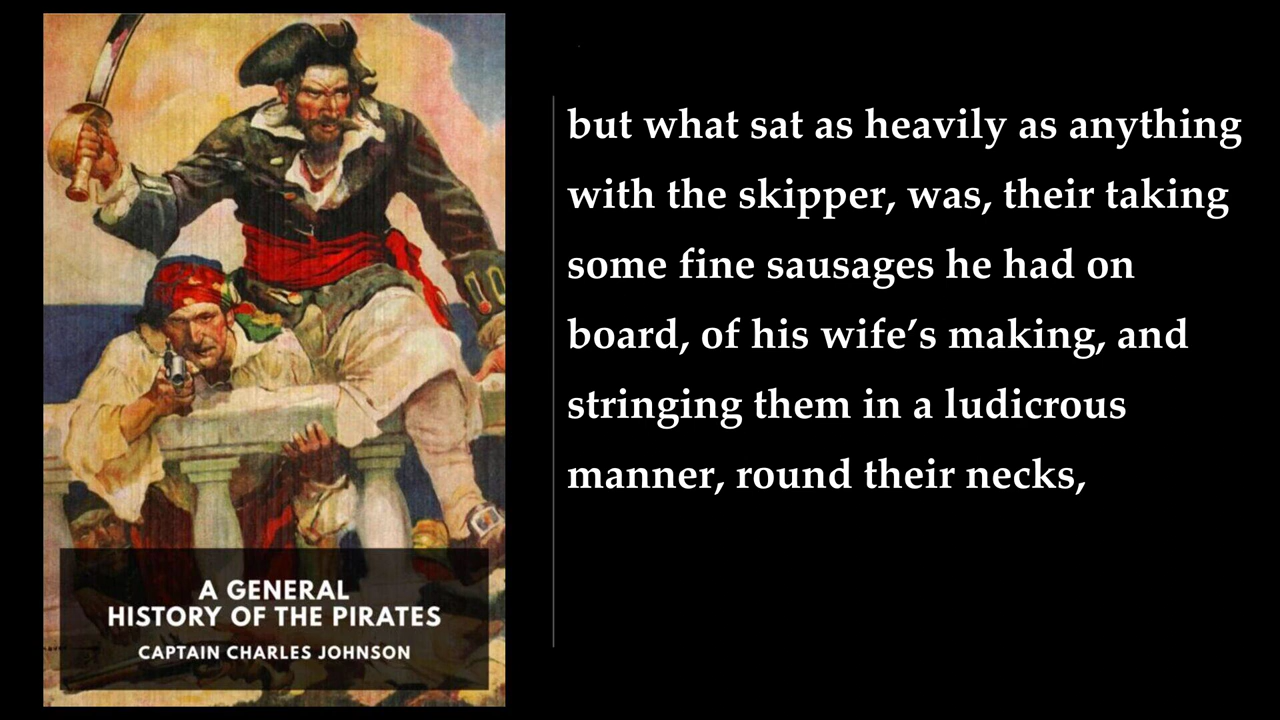 but what sat as heavily as anything
with the skipper, was, their taking
some fine sausages he had on
board, of his wife’s making, and
stringing them in a ludicrous
manner, round their necks,
A GENERAL
HISTORY OF THE PIRATES
CAPTAIN CHARLES JOHNSON